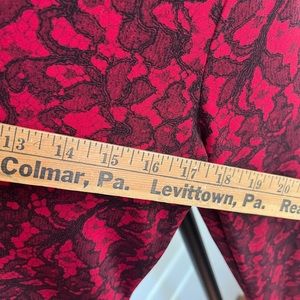 13 14 15 16 17 18 19 20
Colmar, Pa. Levittown, Pa.